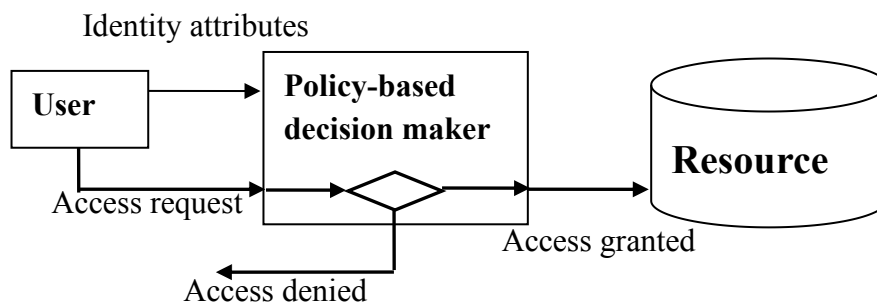 Identity attributes
User
Policy-based
decision maker
Resource
Access request
Access granted
Access denied